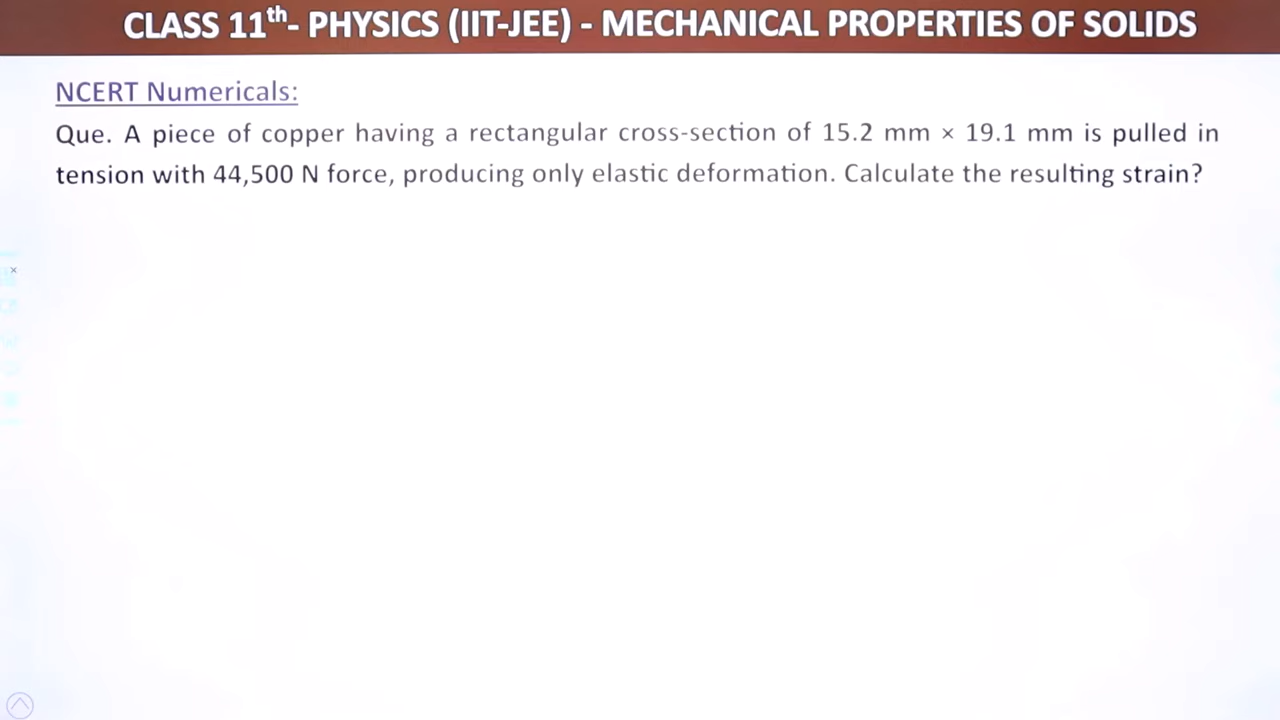 CLASS 11th- PHYSICS (IIT-JEE) - MECHANICAL PROPERTIES OF SOLIDS
NCERT Numericals:
Que. A piece of copper having a rectangular cross-section of 15.2 mm × 19.1 mm is pulled in
tension with 44,500 N force, producing only elastic deformation. Calculate the resulting strain?